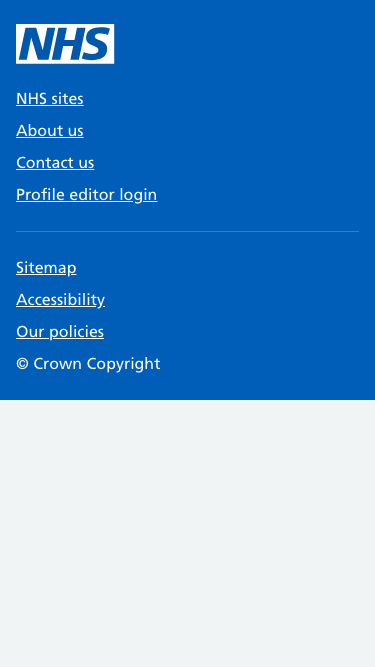 NHS
NHS sites
About us
Contact us
Profile editor login
Sitemap
Accessibility
Our policies
© Crown Copyright